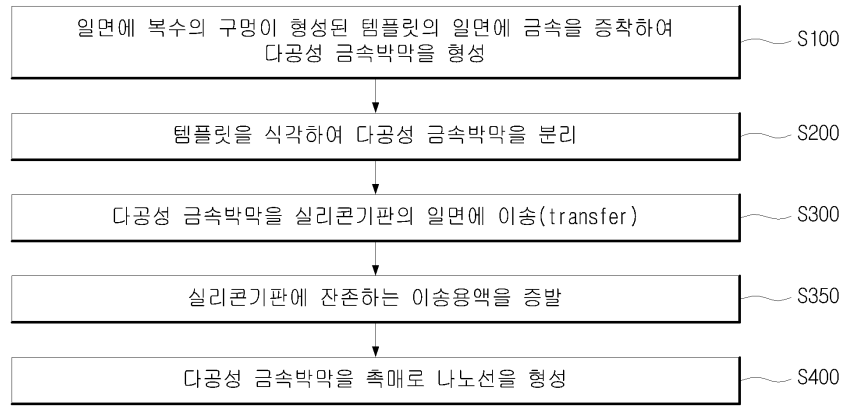 일면에 복수의 구멍이 형성된 템플릿의 일면에 금속을 증착하여
다공성 금속박막을 형성
S100
템플릿을 식각하여 다공성 금속박막을 분리
S200
다공성 금속박막을 실리콘기판의 일면에 이송(transfer)
S300
실리콘기판에 잔존하는 이송용액을 증발
S350
다공성 금속박막을 촉매로 나노선을 형성
S400